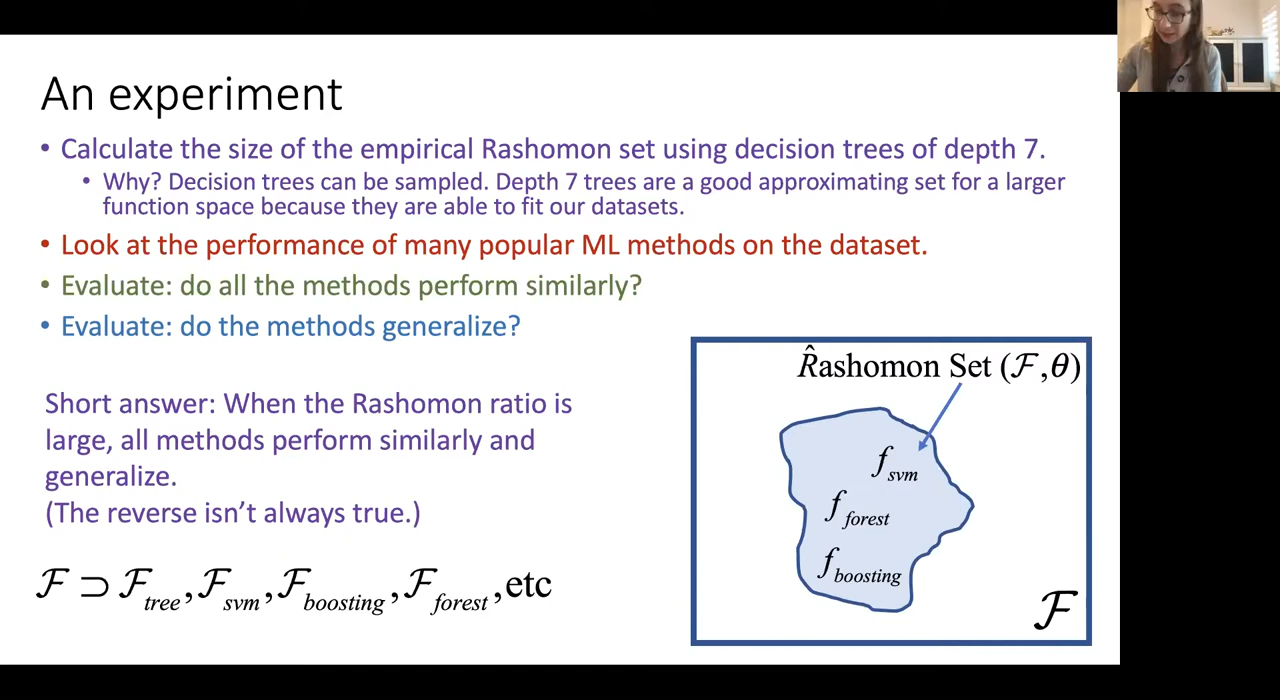 An experiment
• Calculate the size of the empirical Rashomon set using decision trees of depth 7.
• Why? Decision trees can be sampled. Depth 7 trees are a good approximating set for a larger
function space because they are able to fit our datasets.
• Look at the performance of many popular ML methods on the dataset.
• Evaluate: do all the methods perform similarly?
• Evaluate: do the methods generalize?
Short answer: When the Rashomon ratio is
large, all methods perform similarly and
generalize.
(The reverse isn’t always true.)
ℱ ⊃ ℱ_tree, ℱ_svm, ℱ_boosting, ℱ_forest, etc
R̂ashomon Set (ℱ,θ)
f_svm
f_forest
f_boosting
ℱ